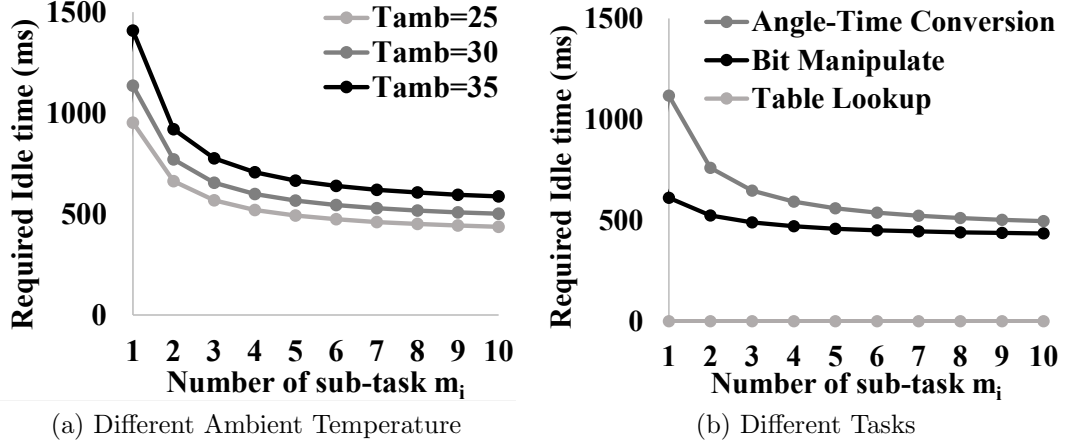 Required Idle time (ms)
1500
1000
500
0
Tamb=25
Tamb=30
Tamb=35
1 2 3 4 5 6 7 8 9 10
Number of sub-task mi
(a) Different Ambient Temperature
Required Idle time (ms)
1500
1000
500
0
Angle-Time Conversion
Bit Manipulate
Table Lookup
1 2 3 4 5 6 7 8 9 10
Number of sub-task mi
(b) Different Tasks